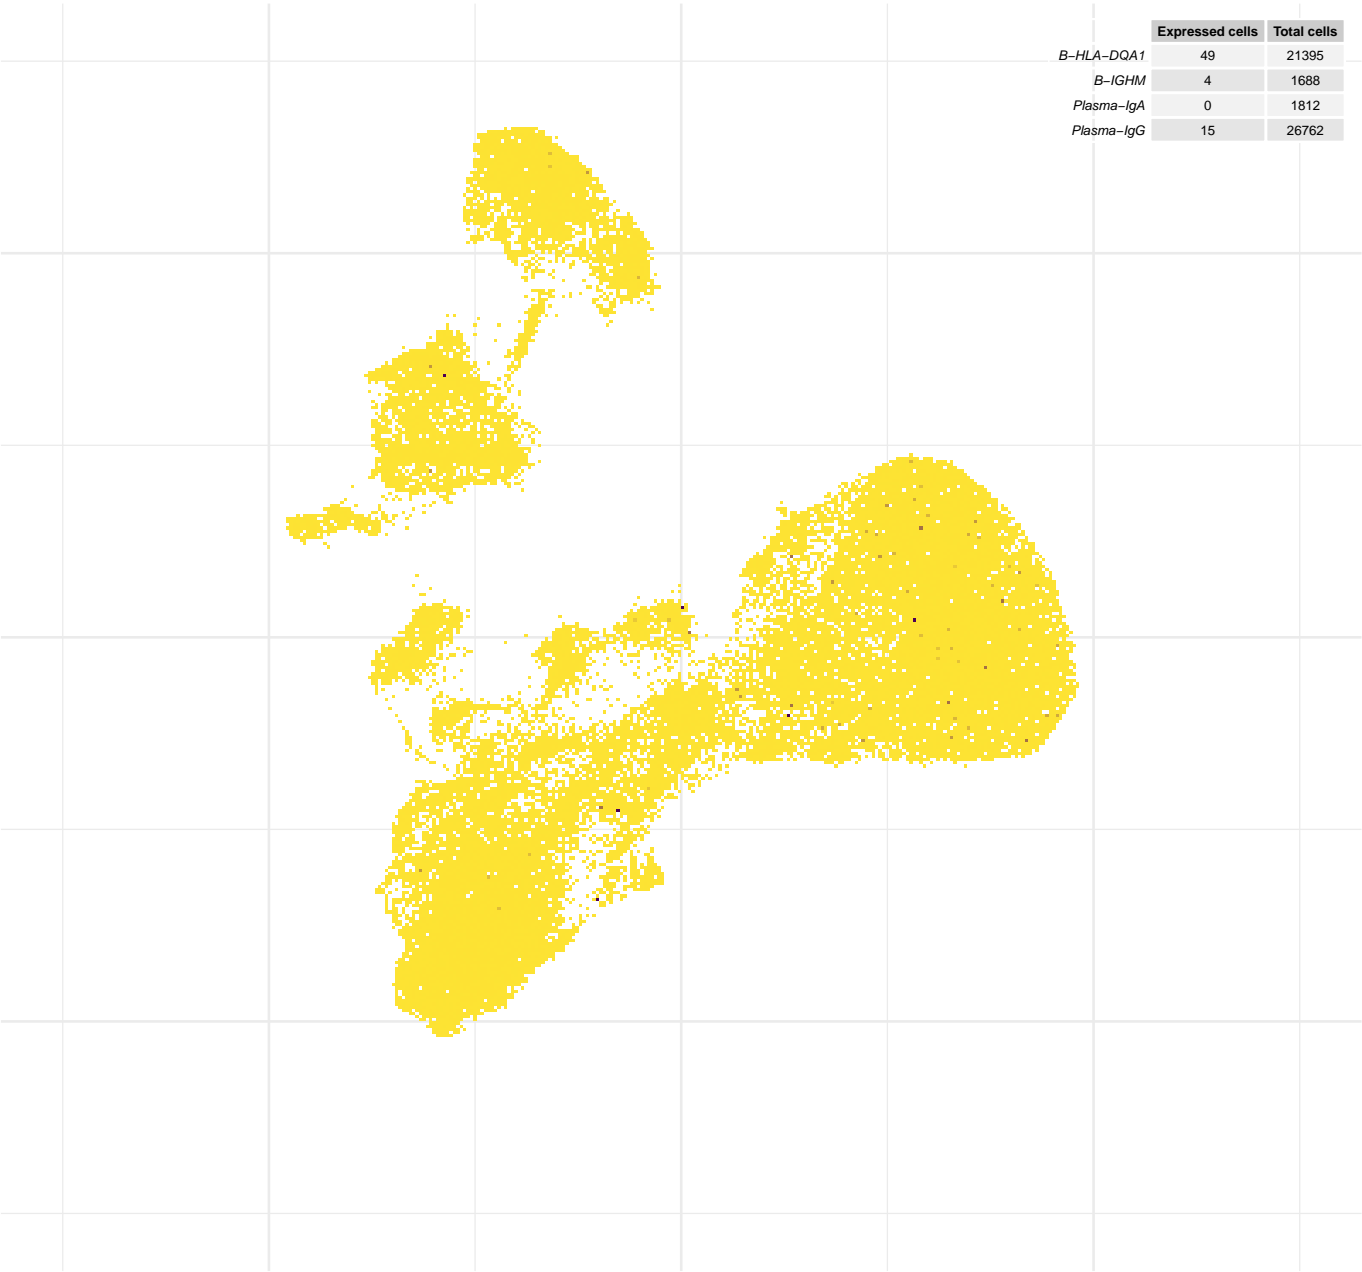 Expressed cells Total cells
B−HLA−DQA1 49 21395
B−IGHM 4 1688
Plasma−IgA 0 1812
Plasma−IgG 15 26762